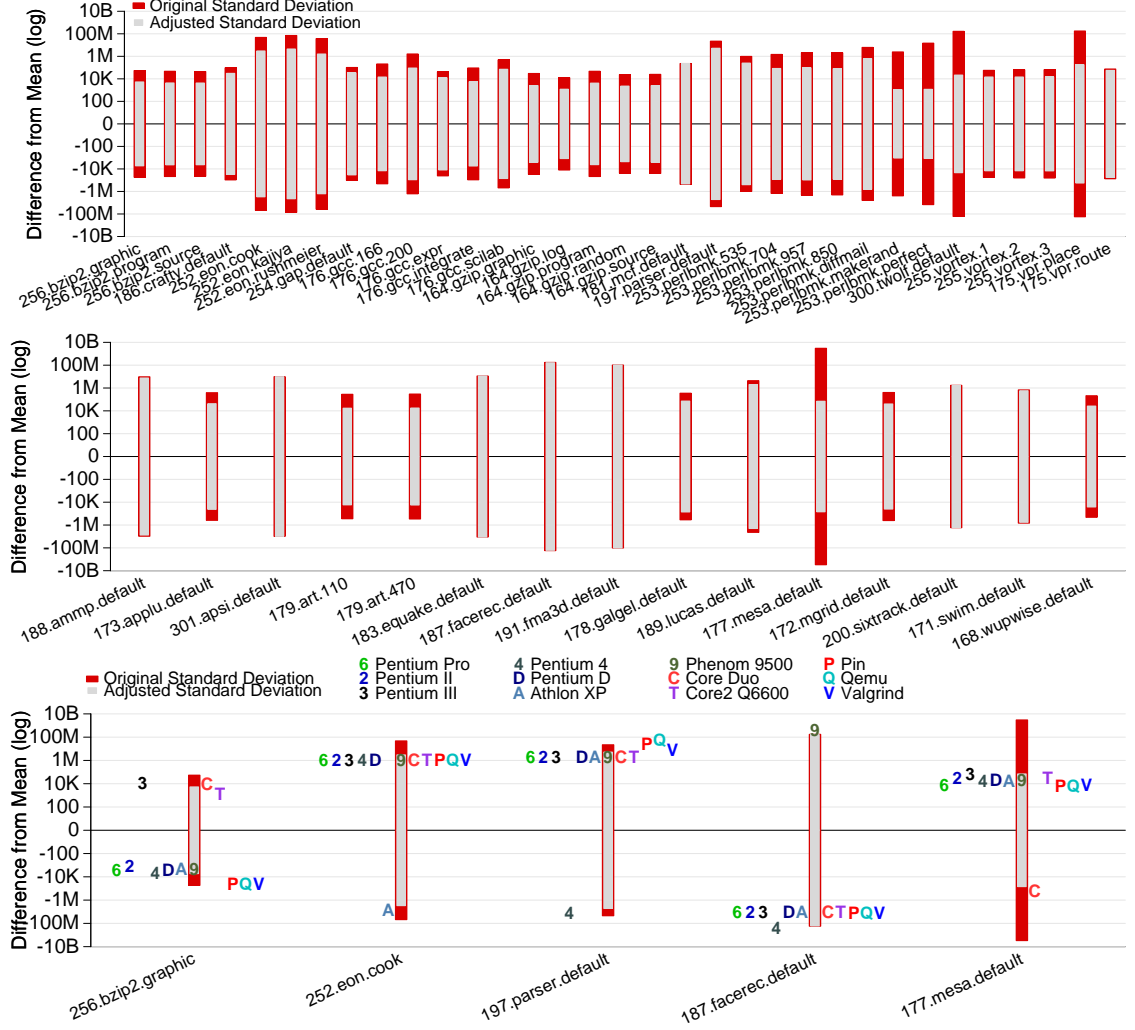 Original Standard Deviation
Adjusted Standard Deviation
Difference from Mean (log)
10B
100M
1M
10K
100
0
-100
-10K
-1M
-100M
-10B
256.bzip2.graphic
256.bzip2.program
256.bzip2.source
186.crafty.default
252.eon.cook
252.eon.kajiya
252.eon.rushmeier
254.gap.default
176.gcc.166
176.gcc.200
176.gcc.expr
176.gcc.integrate
176.gcc.scilab
164.gzip.graphic
164.gzip.log
164.gzip.program
164.gzip.random
164.gzip.source
181.mcf.default
197.parser.default
253.perlbmk.535
253.perlbmk.704
253.perlbmk.957
253.perlbmk.850
253.perlbmk.diffmail
253.perlbmk.makerand
253.perlbmk.perfect
300.twolf.default
255.vortex.1
255.vortex.2
255.vortex.3
175.vpr.place
175.vpr.route
Difference from Mean (log)
10B
100M
1M
10K
100
0
-100
-10K
-1M
-100M
-10B
188.ammp.default
173.applu.default
301.apsi.default
179.art.110
179.art.470
183.equake.default
187.facerec.default
191.fma3d.default
178.galgel.default
189.lucas.default
177.mesa.default
172.mgrid.default
200.sixtrack.default
171.swim.default
168.wupwise.default
Original Standard Deviation
Adjusted Standard Deviation
6 Pentium Pro
2 Pentium II
3 Pentium III
4 Pentium 4
D Pentium D
A Athlon XP
9 Phenom 9500
C Core Duo
T Core2 Q6600
P Pin
Q Qemu
V Valgrind
Difference from Mean (log)
10B
100M
1M
10K
100
0
-100
-10K
-1M
100M
-10B
6 2 3 4 D A 9 C T P Q V
6 2 3 4 D A 9 C T P Q V
6 2 3 4 D A 9 C T P Q V
6 2 3 4 D A 9 C T P Q V
6 2 3 4 D A 9 C T P Q V
256.bzip2.graphic
252.eon.cook
197.parser.default
187.facerec.default
177.mesa.default